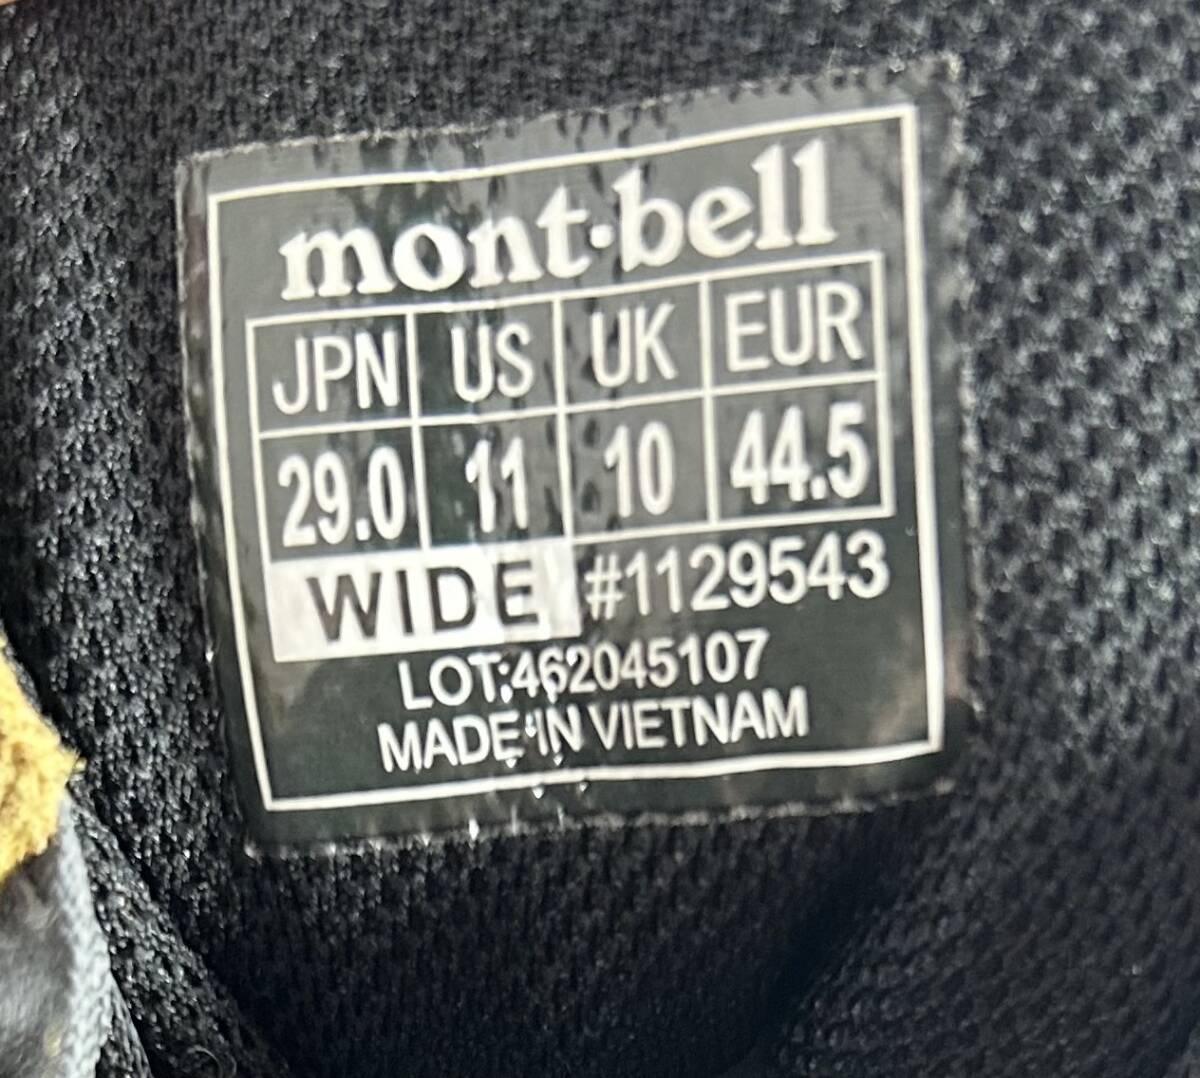 mont·bell
JPN US UK EUR
29.0 11 10 44.5
WIDE #1129543
LOT:462045107
MADE IN VIETNAM